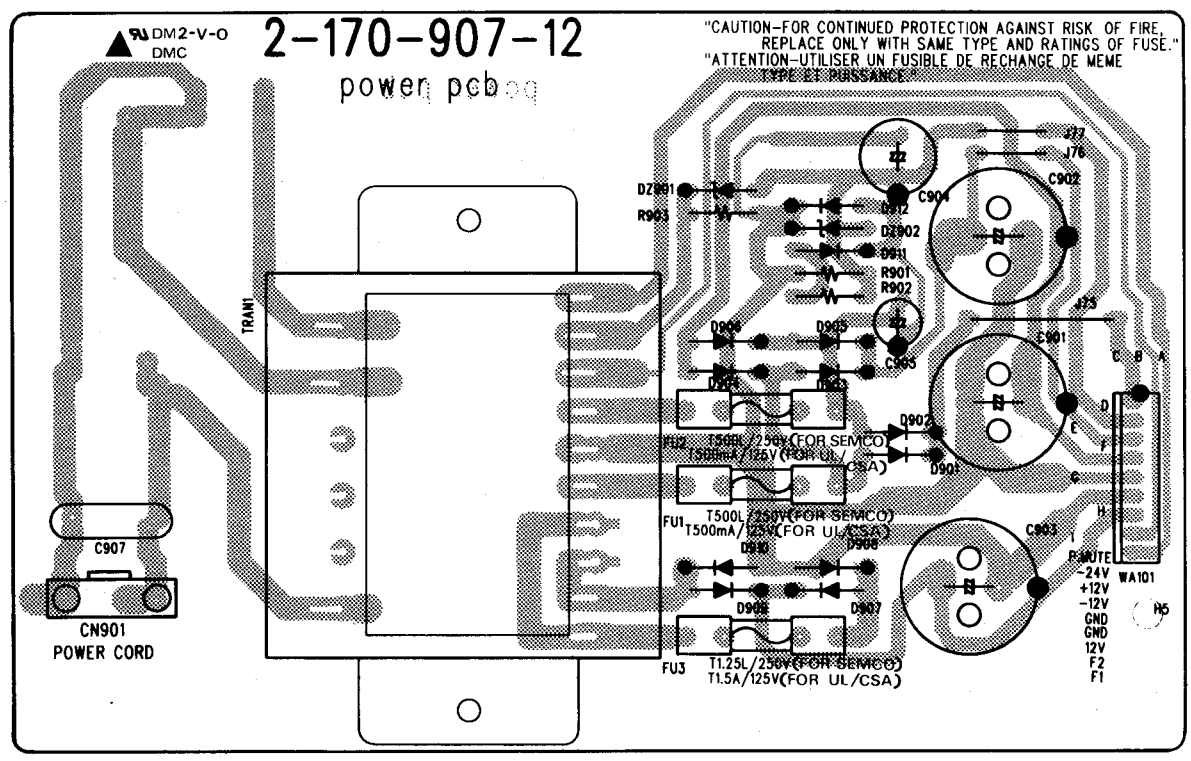 DM2-V-0
DMC
2-170-907-12
power pcb
"CAUTION-FOR CONTINUED PROTECTION AGAINST RISK OF FIRE,
REPLACE ONLY WITH SAME TYPE AND RATINGS OF FUSE."
"ATTENTION-UTILISER UN FUSIBLE DE RECHANGE DE MEME
TYPE ET PUISSANCE."
J77
J76
C902
DZ901
C904
R903
D912
DZ902
D911
R901
R902
TRAN1
J75
D906
D905
C901
C B A
C905
D904
D903
D
D902
E
FU2
T500L/250V(FOR SEMCO)
T500mA/125V(FOR UL/CSA)
F
D901
G
FU1
T500L/250V(FOR SEMCO)
T500mA/125V(FOR UL/CSA)
H
C903
I
C907
D910
D908
P.MUTE
-24V
+12V
-12V
GND
GND
12V
F2
F1
WA101
H5
D909
D907
CN901
POWER CORD
FU3
T1.25L/250V(FOR SEMCO)
T1.5A/125V(FOR UL/CSA)